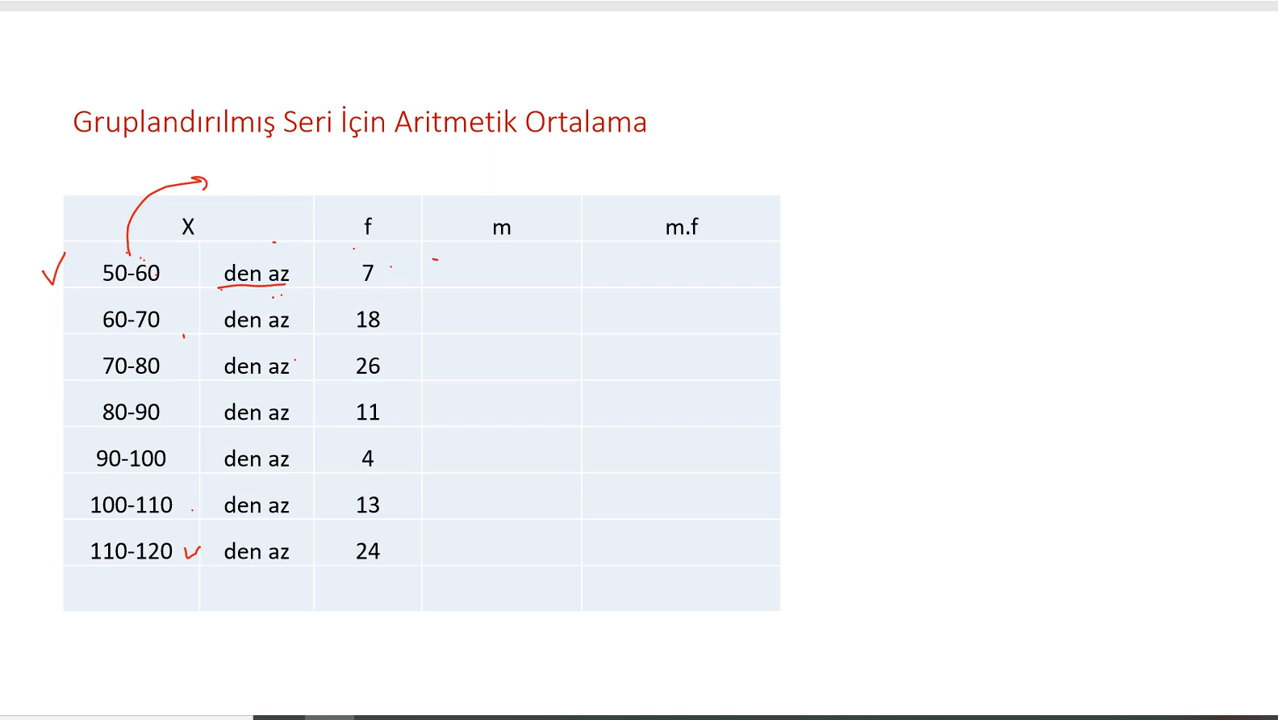 Gruplandırılmış Seri İçin Aritmetik Ortalama
X f m m.f
50-60 den az 7
60-70 den az 18
70-80 den az 26
80-90 den az 11
90-100 den az 4
100-110 den az 13
110-120 den az 24